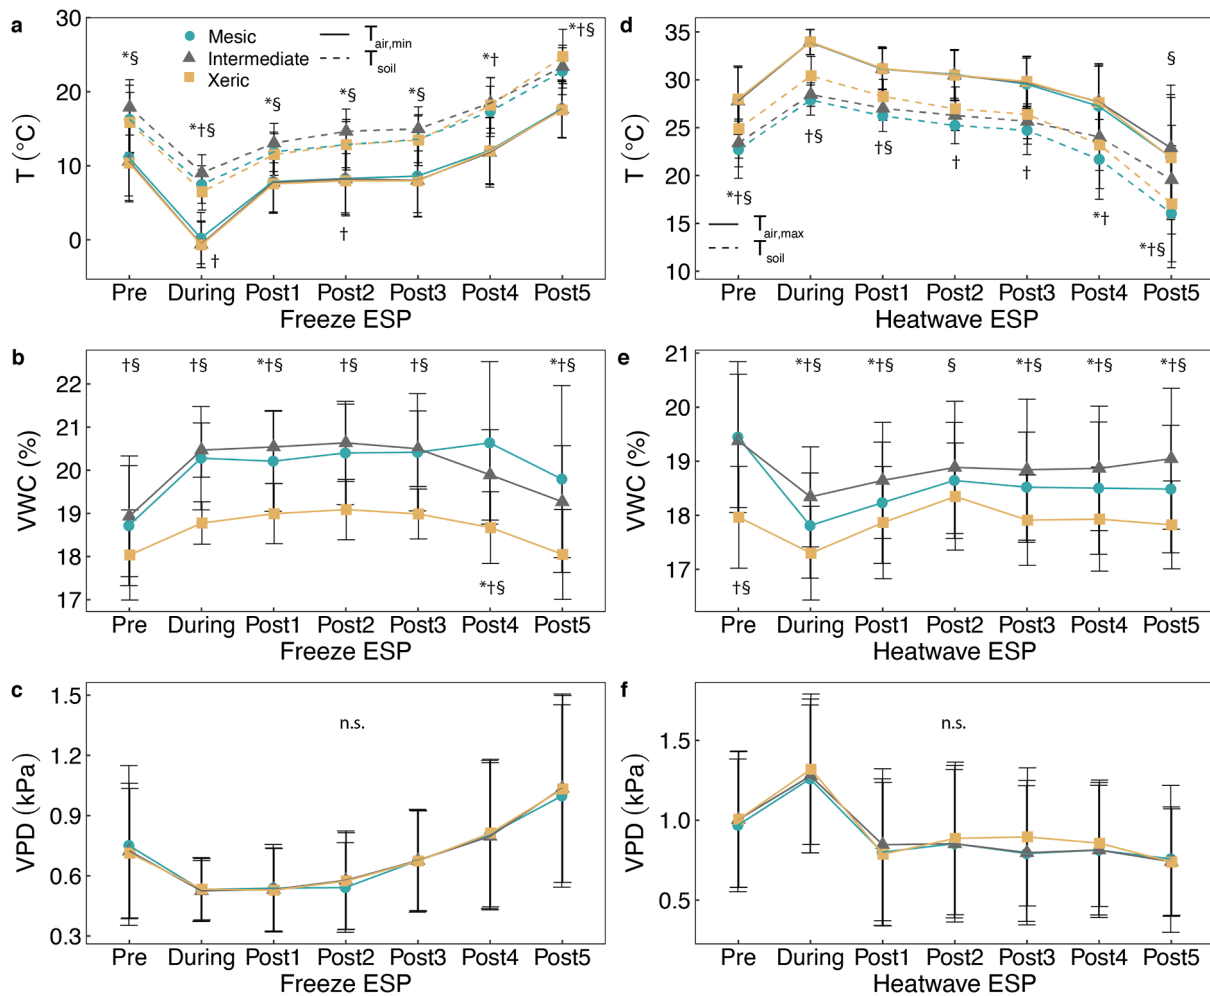 a
30
20
10
0
T (°C)
Mesic
Intermediate
Xeric
T air,min
T soil
*§
*†§
*§
*§
*§
*†
*†§
†
†
Pre During Post1 Post2 Post3 Post4 Post5
Freeze ESP
d
35
30
25
20
15
10
T (°C)
§
†§
†§
†
†
*†§
*†
*†§
T air,max
T soil
Pre During Post1 Post2 Post3 Post4 Post5
Heatwave ESP
b
22
21
20
19
18
17
VWC (%)
†§ †§ *†§ †§ †§ *†§
*†§
Pre During Post1 Post2 Post3 Post4 Post5
Freeze ESP
e
21
20
19
18
17
VWC (%)
*†§ *†§ § *†§ *†§ *†§
†§
Pre During Post1 Post2 Post3 Post4 Post5
Heatwave ESP
c
1.5
1.2
0.9
0.6
0.3
VPD (kPa)
n.s.
Pre During Post1 Post2 Post3 Post4 Post5
Freeze ESP
f
1.5
1.0
0.5
VPD (kPa)
n.s.
Pre During Post1 Post2 Post3 Post4 Post5
Heatwave ESP